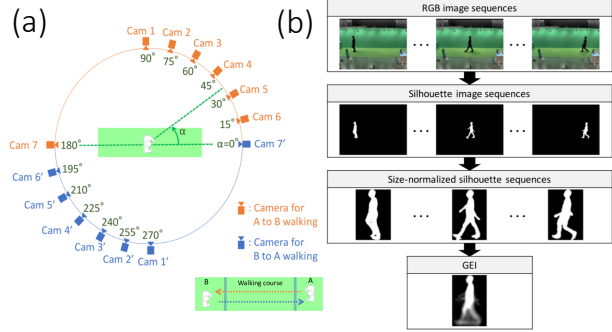 (a)
Cam 1
Cam 2
Cam 3
Cam 4
Cam 5
Cam 6
Cam 7
Cam 7′
Cam 6′
Cam 5′
Cam 4′
Cam 3′
Cam 2′
Cam 1′
90°
75°
60°
45°
30°
15°
α
α=0°
180°
195°
210°
225°
240°
255°
270°
: Camera for
A to B walking
: Camera for
B to A walking
B
Walking course
A
(b)
RGB image sequences
...
...
Silhouette image sequences
...
...
Size-normalized silhouette sequences
...
...
GEI